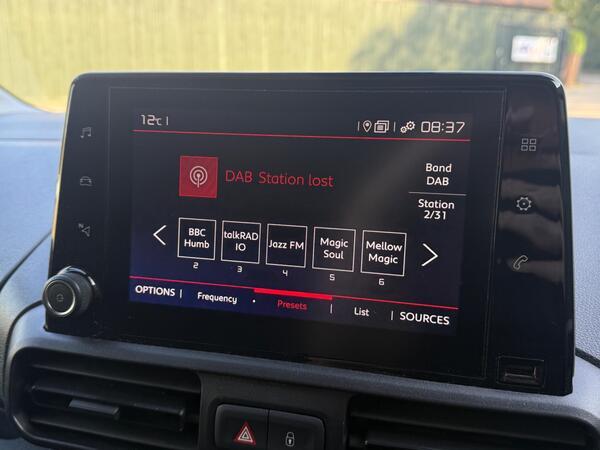 12°C
08:37
DAB Station lost
Band
DAB
Station
2/31
BBC
Humb
talkRAD
IO
Jazz FM
Magic
Soul
Mellow
Magic
2
3
4
5
6
OPTIONS
Frequency
Presets
List
SOURCES